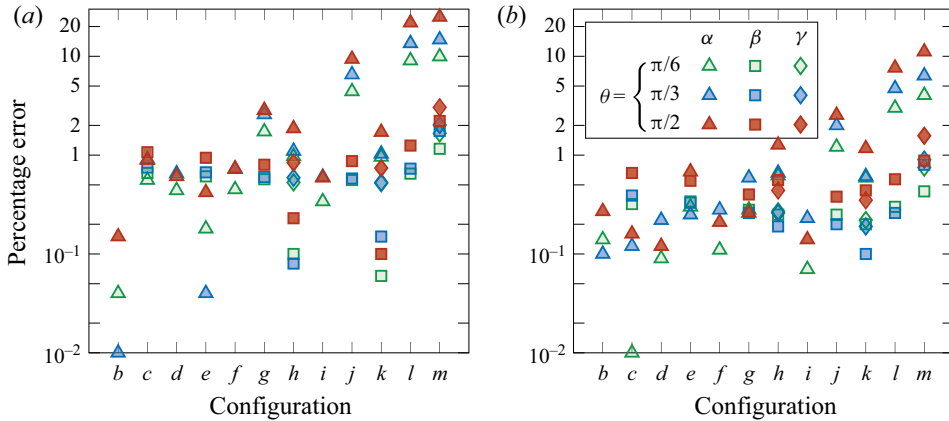 (a)
(b)
Percentage error
20
10
5
2
1
10⁻¹
10⁻²
b c d e f g h i j k l m
Configuration
20
10
5
2
1
10⁻¹
10⁻²
α β γ
θ =
π/6
π/3
π/2
b c d e f g h i j k l m
Configuration